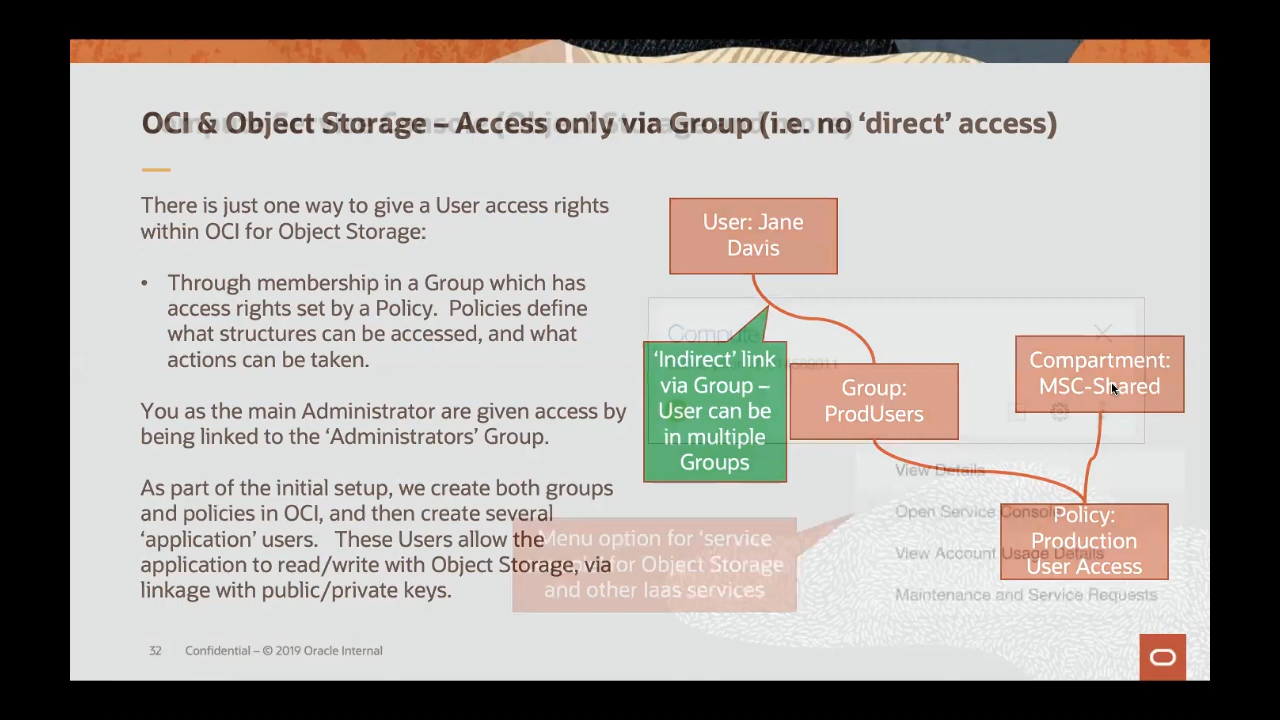 OCI & Object Storage – Access only via Group (i.e. no ‘direct’ access)
There is just one way to give a User access rights
within OCI for Object Storage:
• Through membership in a Group which has
access rights set by a Policy.  Policies define
what structures can be accessed, and what
actions can be taken.
You as the main Administrator are given access by
being linked to the ‘Administrators’ Group.
As part of the initial setup, we create both groups
and policies in OCI, and then create several
‘application’ users.   These Users allow the
application to read/write with Object Storage, via
linkage with public/private keys.
User: Jane
Davis
Compute
‘Indirect’ link
via Group –
User can be
in multiple
Groups
Group:
ProdUsers
Compartment:
MSC-Shared
Policy:
Production
User Access
View Details
Open Service Console
View Account Usage Details
Maintenance and Service Requests
Menu option for ‘service
for Object Storage
and other Iaas services
32
Confidential – © 2019 Oracle Internal